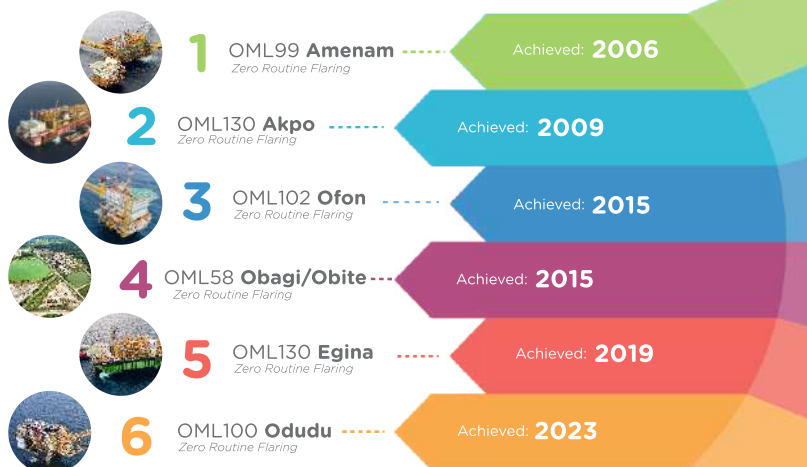 1 OML99 Amenam Achieved: 2006
Zero Routine Flaring
2 OML130 Akpo Achieved: 2009
Zero Routine Flaring
3 OML102 Ofon Achieved: 2015
Zero Routine Flaring
4 OML58 Obagi/Obite Achieved: 2015
Zero Routine Flaring
5 OML130 Egina Achieved: 2019
Zero Routine Flaring
6 OML100 Odudu Achieved: 2023
Zero Routine Flaring